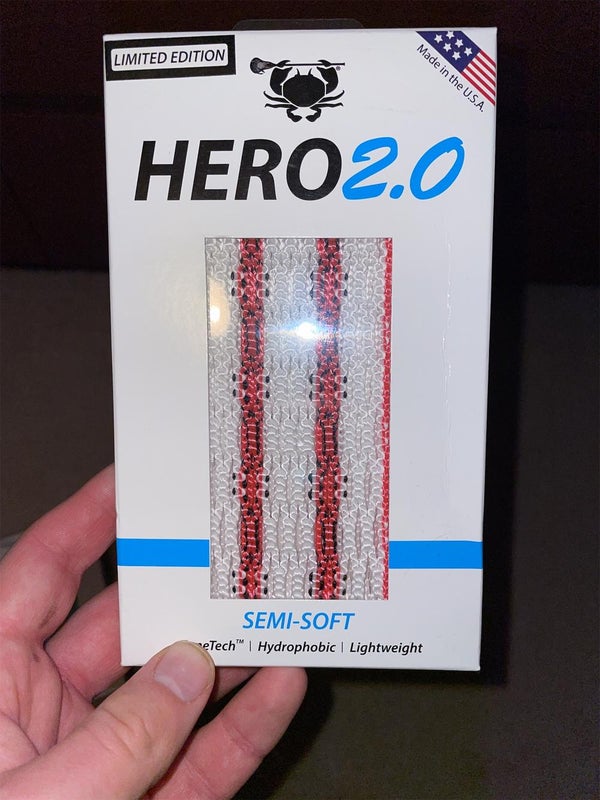 LIMITED EDITION
Made in the U.S.A.
HERO2.0
SEMI-SOFT
| Hydrophobic | Lightweight